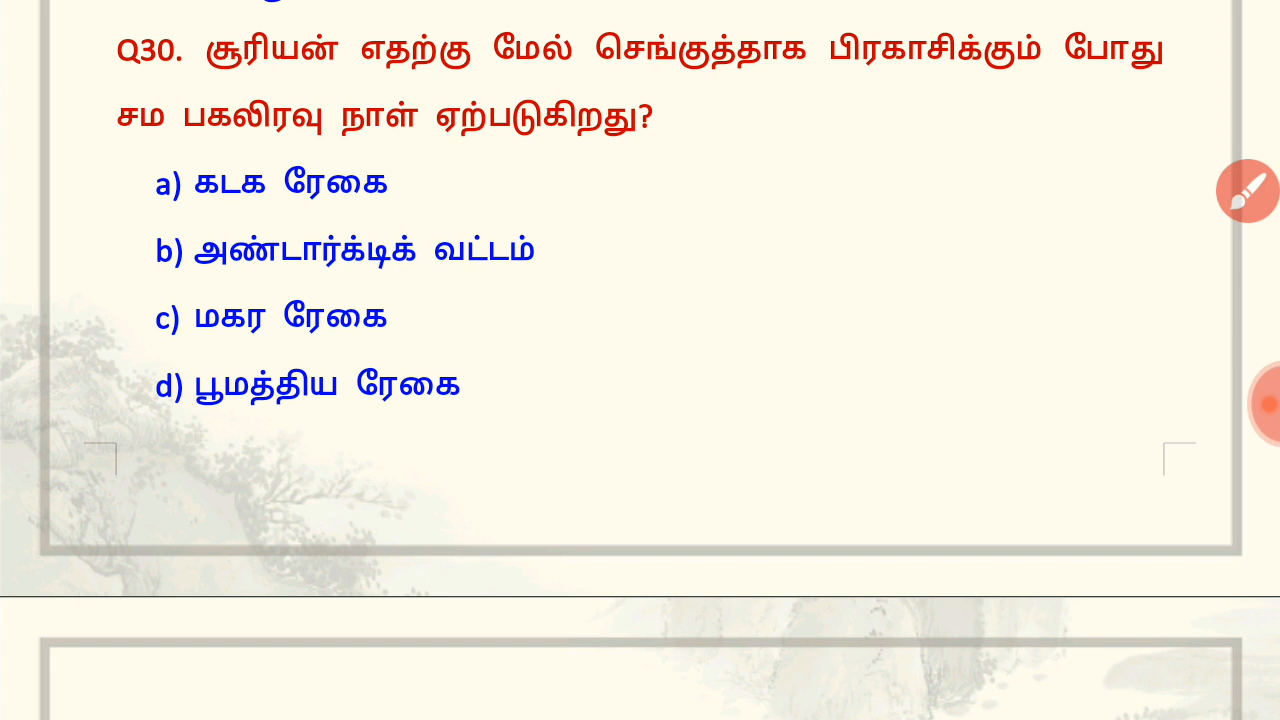 Q30. சூரியன் எதற்கு மேல் செங்குத்தாக பிரகாசிக்கும் போது
சம பகலிரவு நாள் ஏற்படுகிறது?
a) கடக ரேகை
b) அண்டார்க்டிக் வட்டம்
c) மகர ரேகை
d) பூமத்திய ரேகை